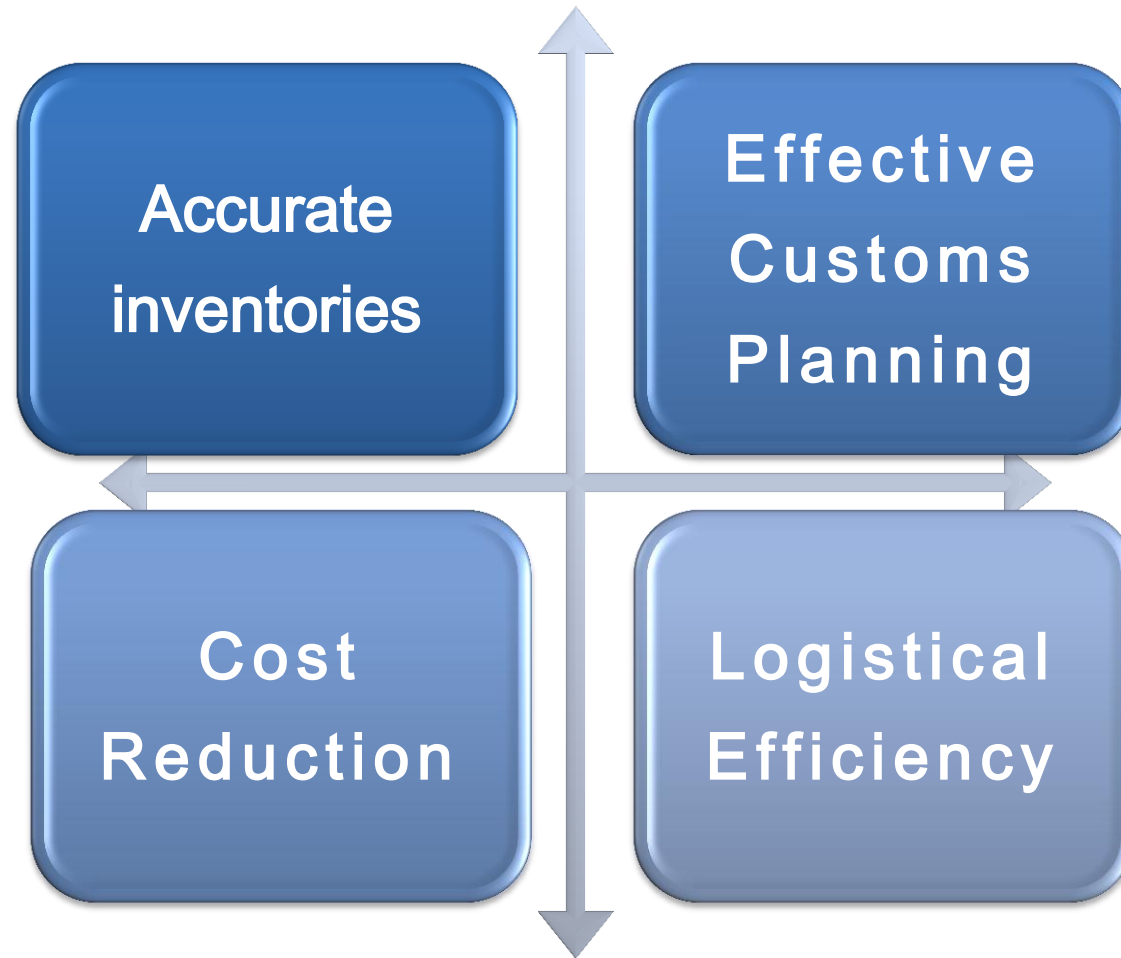 Accurate
inventories
Effective
Customs
Planning
Cost
Reduction
Logistical
Efficiency